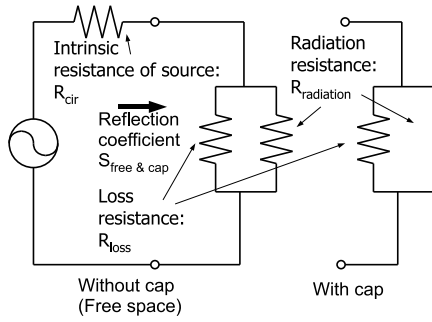 Intrinsic
resistance of source:
R_cir
Reflection
coefficient
S_free & cap
Loss
resistance:
R_loss
Without cap
(Free space)
Radiation
resistance:
R_radiation
With cap